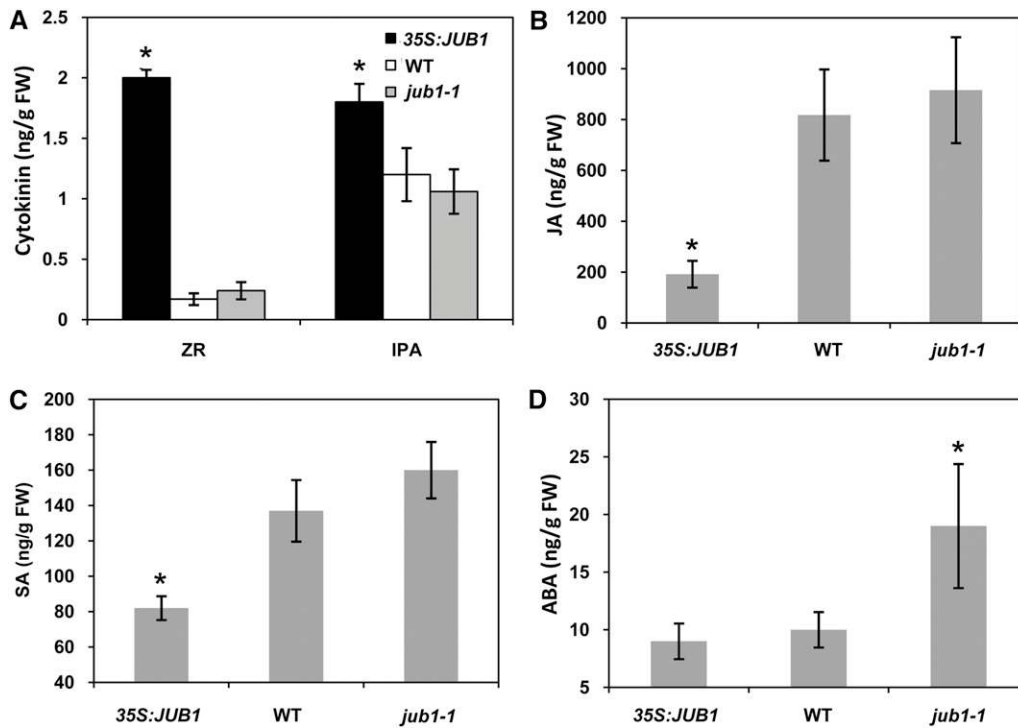 A
Cytokinin (ng/g FW)
2.5
2
1.5
1
0.5
0
*
*
35S:JUB1
WT
jub1-1
ZR
IPA
B
JA (ng/g FW)
1200
1000
800
600
400
200
0
*
35S:JUB1
WT
jub1-1
C
SA (ng/g FW)
200
180
160
140
120
100
80
60
40
*
35S:JUB1
WT
jub1-1
D
ABA (ng/g FW)
30
25
20
15
10
5
*
35S:JUB1
WT
jub1-1